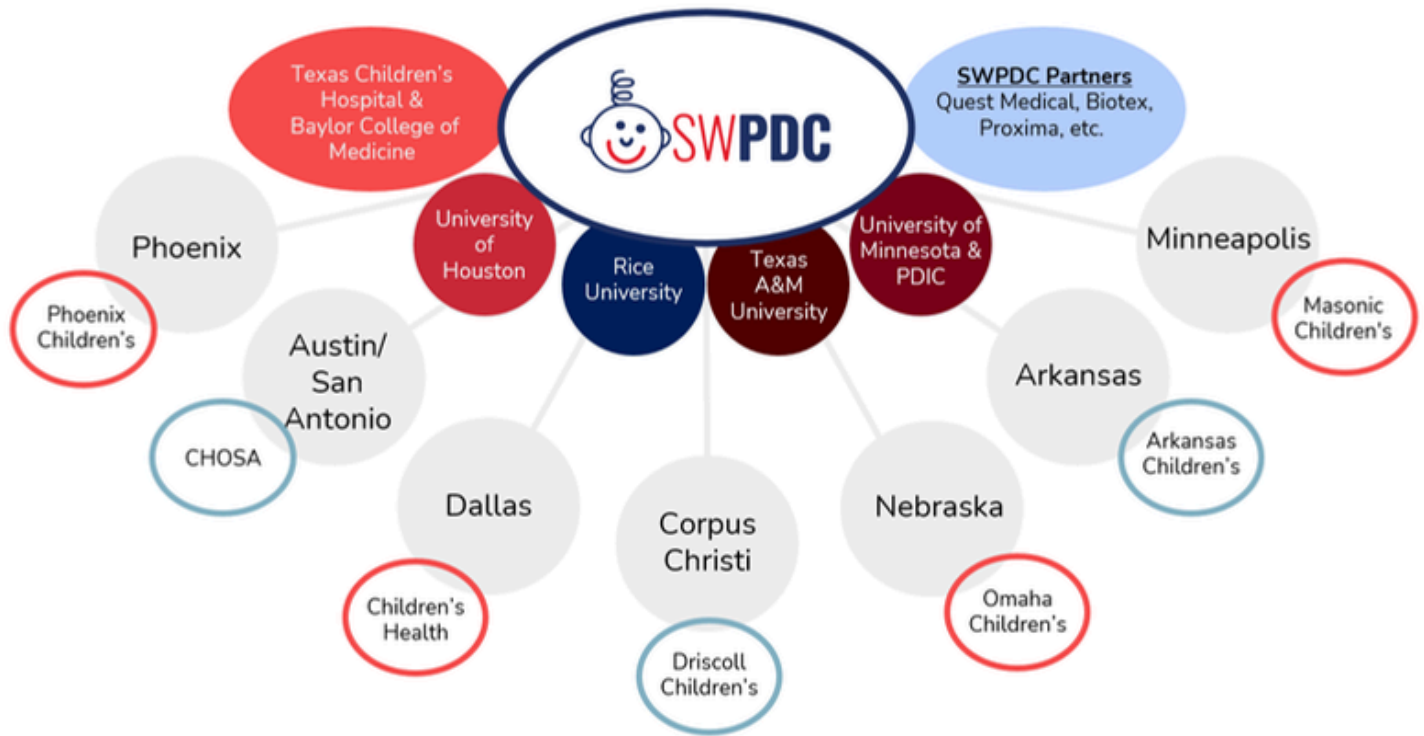 Texas Children's
Hospital &
Baylor College of
Medicine
SWPDC
SWPDC Partners
Quest Medical, Biotex,
Proxima, etc.
Phoenix
Phoenix
Children's
University
of
Houston
Rice
University
Texas
A&M
University
University of
Minnesota &
PDIC
Minneapolis
Masonic
Children's
Austin/
San
Antonio
CHOSA
Arkansas
Arkansas
Children's
Dallas
Children's
Health
Corpus
Christi
Driscoll
Children's
Nebraska
Omaha
Children's